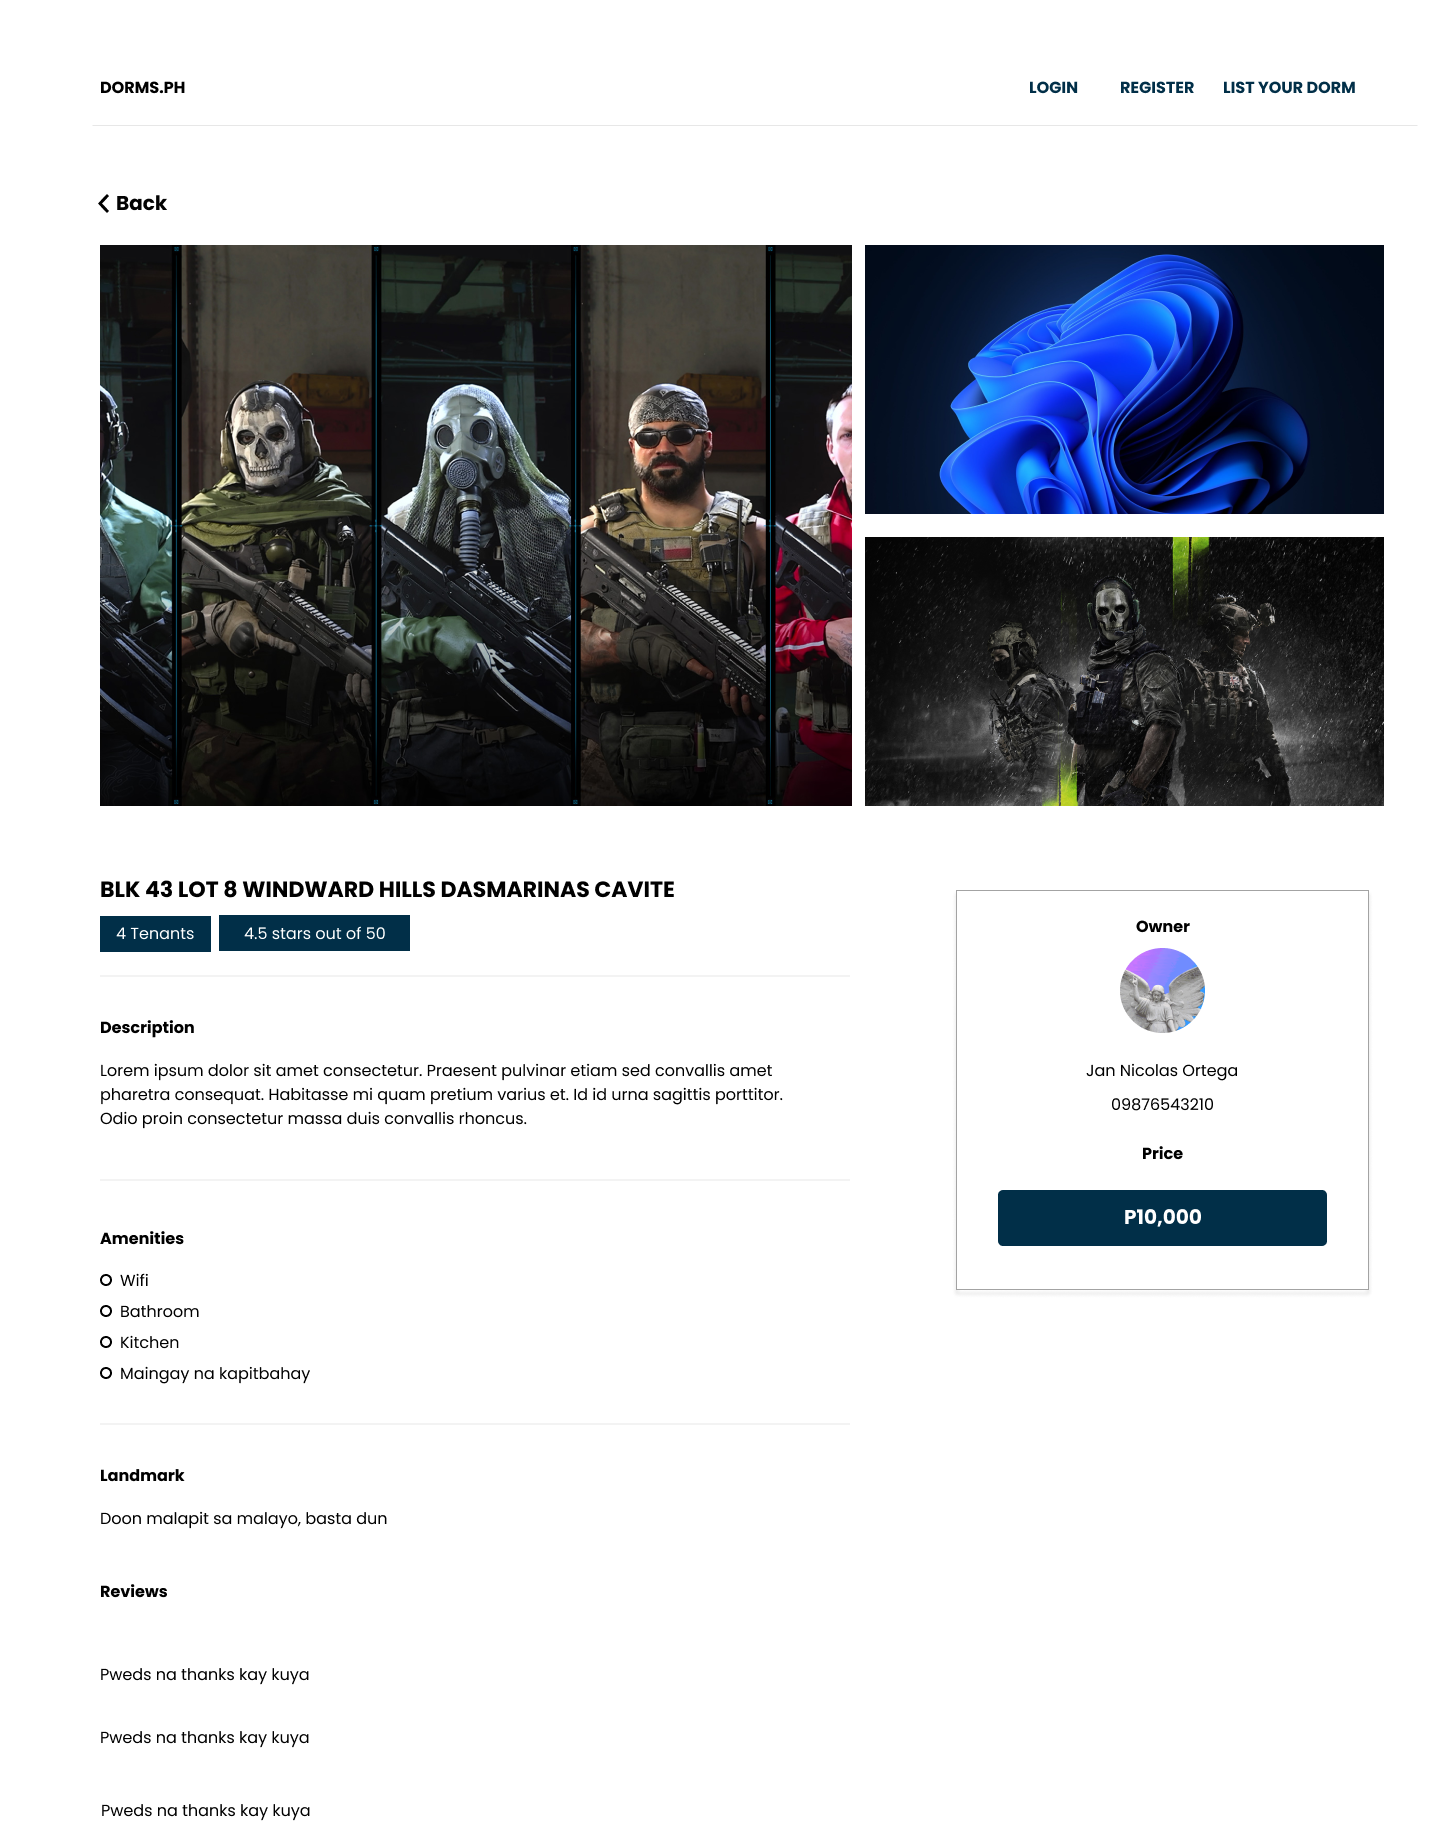 DORMS.PH
LOGIN REGISTER LIST YOUR DORM
Back
BLK 43 LOT 8 WINDWARD HILLS DASMARINAS CAVITE
4 Tenants 4.5 stars out of 50
Description
Lorem ipsum dolor sit amet consectetur. Praesent pulvinar etiam sed convallis amet
pharetra consequat. Habitasse mi quam pretium varius et. Id id urna sagittis porttitor.
Odio proin consectetur massa duis convallis rhoncus.
Amenities
Wifi
Bathroom
Kitchen
Maingay na kapitbahay
Landmark
Doon malapit sa malayo, basta dun
Reviews
Pweds na thanks kay kuya
Pweds na thanks kay kuya
Pweds na thanks kay kuya
Owner
Jan Nicolas Ortega
09876543210
Price
P10,000